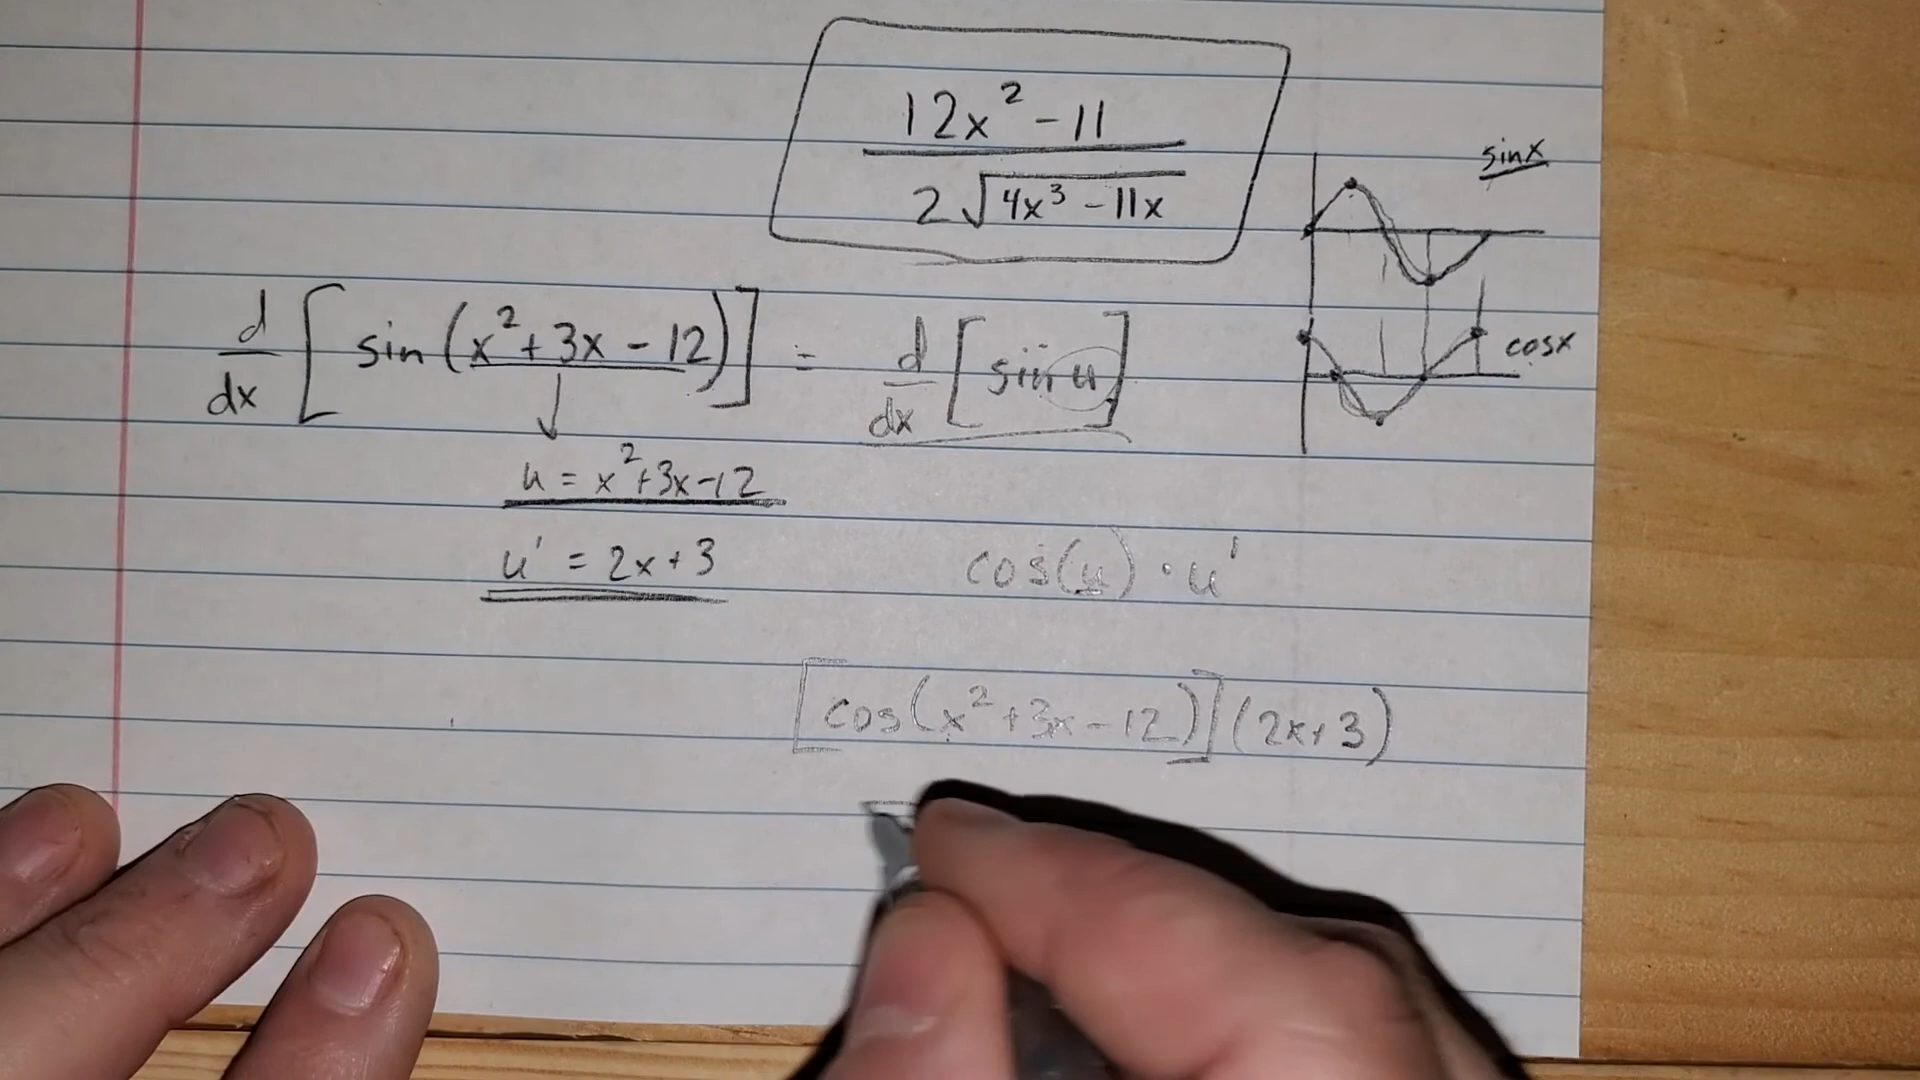 12x² - 11
2√4x³ - 11x
sinx
d/dx [sin(x²+3x-12)] = d/dx [sin u]
cosx
u = x²+3x-12
u' = 2x+3
cos(u) · u'
[cos(x²+3x-12)](2x+3)